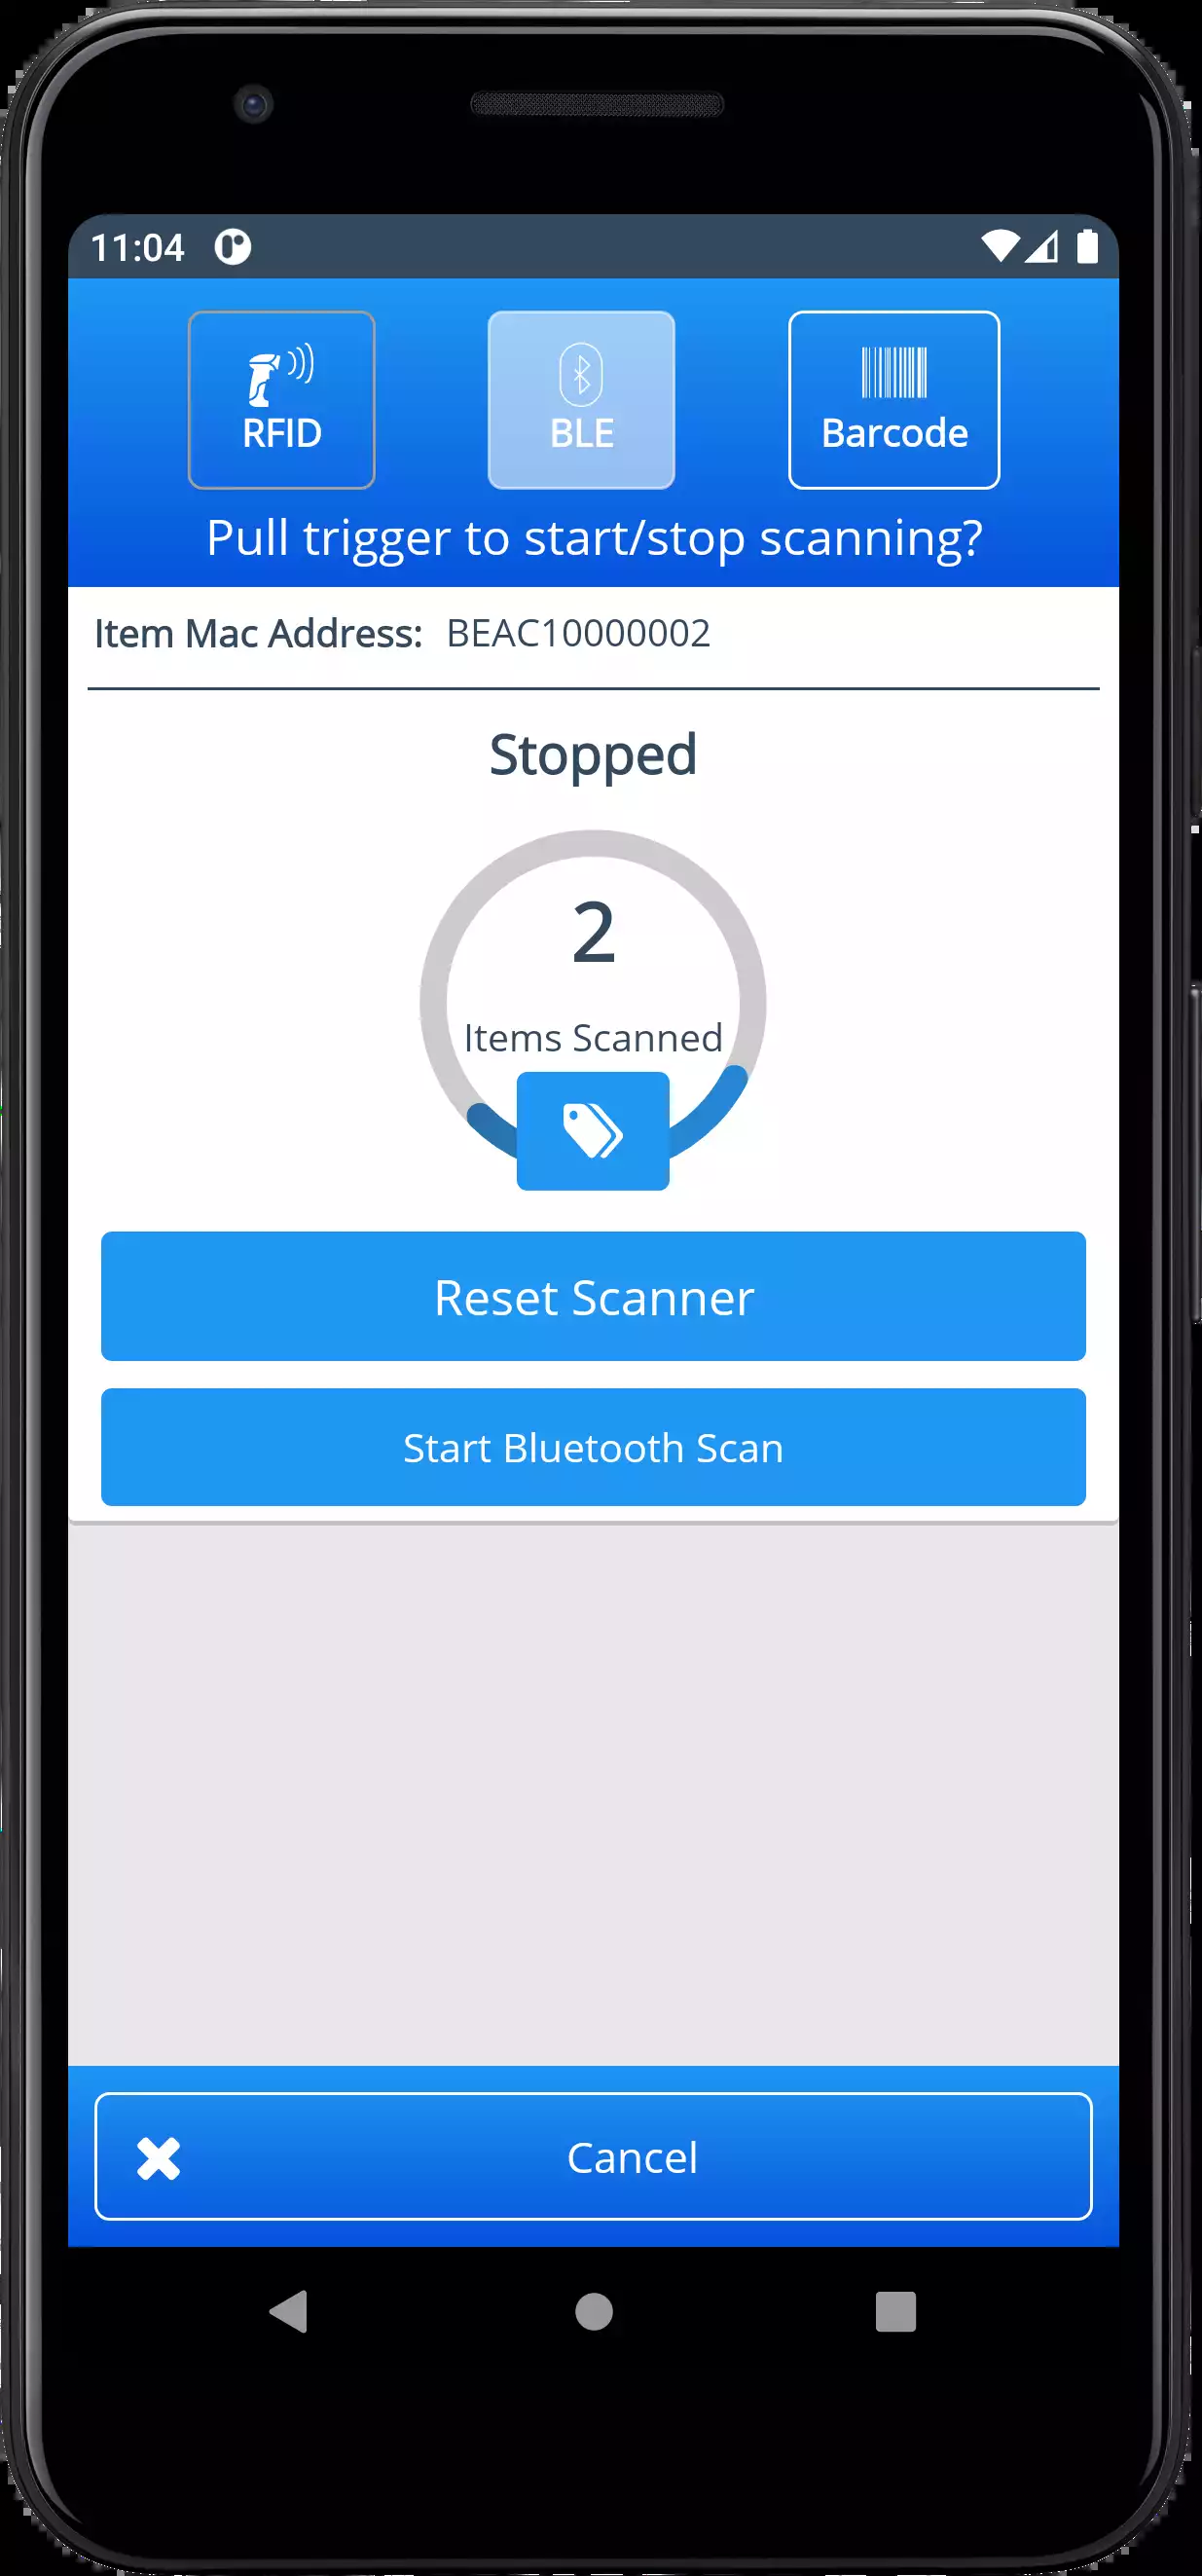 11:04
RFID
BLE
Barcode
Pull trigger to start/stop scanning?
Item Mac Address: BEAC10000002
Stopped
2
Items Scanned
Reset Scanner
Start Bluetooth Scan
Cancel